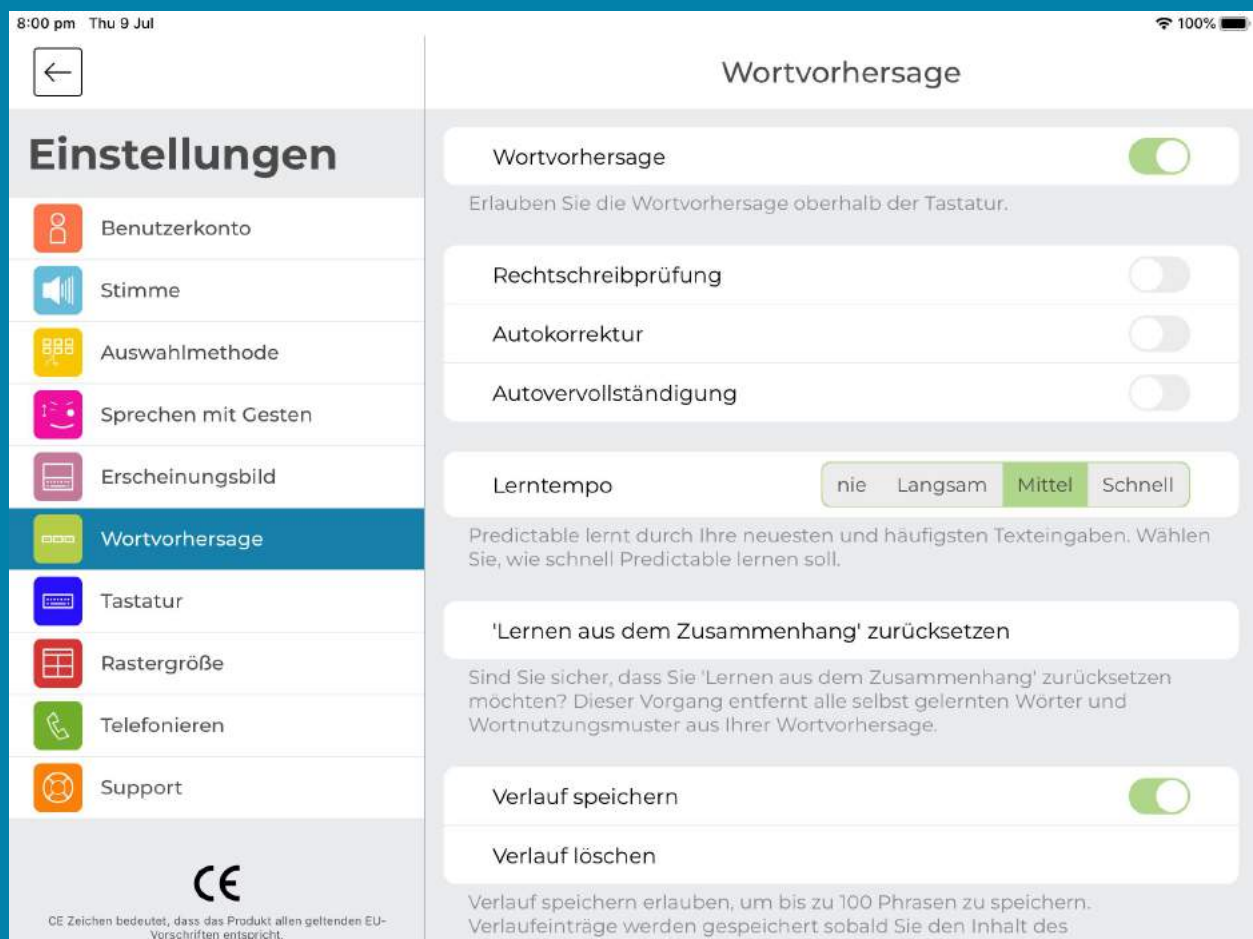 8:00 pm Thu 9 Jul
100%
Wortvorhersage
Einstellungen
Benutzerkonto
Stimme
Auswahlmethode
Sprechen mit Gesten
Erscheinungsbild
Wortvorhersage
Tastatur
Rastergröße
Telefonieren
Support
CE
CE Zeichen bedeutet, dass das Produkt allen geltenden EU-
Vorschriften entspricht.
Wortvorhersage
Erlauben Sie die Wortvorhersage oberhalb der Tastatur.
Rechtschreibprüfung
Autokorrektur
Autovervollständigung
Lerntempo nie Langsam Mittel Schnell
Predictable lernt durch Ihre neuesten und häufigsten Texteingaben. Wählen
Sie, wie schnell Predictable lernen soll.
'Lernen aus dem Zusammenhang' zurücksetzen
Sind Sie sicher, dass Sie 'Lernen aus dem Zusammenhang' zurücksetzen
möchten? Dieser Vorgang entfernt alle selbst gelernten Wörter und
Wortnutzungsmuster aus Ihrer Wortvorhersage.
Verlauf speichern
Verlauf löschen
Verlauf speichern erlauben, um bis zu 100 Phrasen zu speichern.
Verlaufeinträge werden gespeichert sobald Sie den Inhalt des